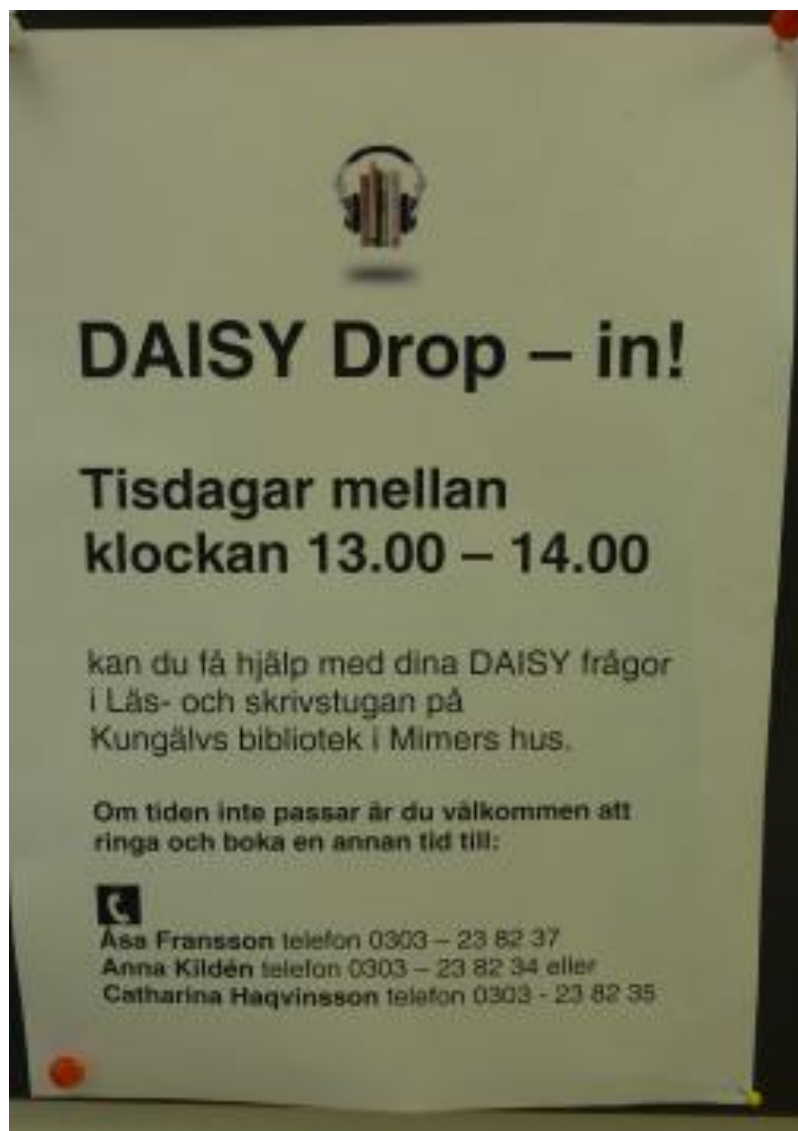 DAISY Drop – in!
Tisdagar mellan
klockan 13.00 – 14.00
kan du få hjälp med dina DAISY frågor
i Läs- och skrivstugan på
Kungälvs bibliotek i Mimers hus.
Om tiden inte passar är du välkommen att
ringa och boka en annan tid till:
Åsa Fransson telefon 0303 – 23 82 37
Anna Kildén telefon 0303 – 23 82 34 eller
Catharina Haqvinsson telefon 0303 - 23 82 35